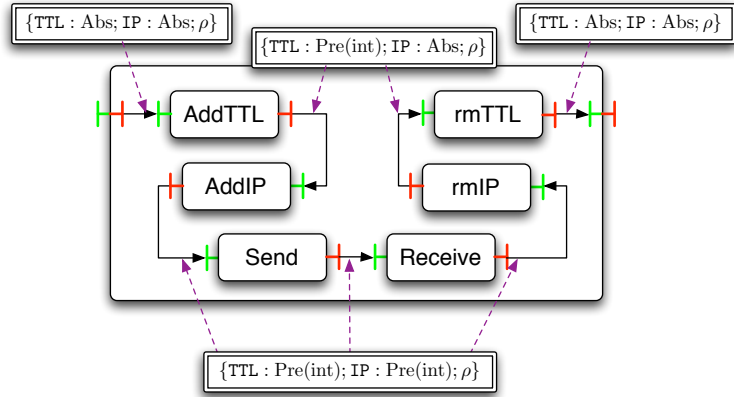 {TTL : Abs; IP : Abs; ρ}
{TTL : Pre(int); IP : Abs; ρ}
{TTL : Abs; IP : Abs; ρ}
AddTTL
rmTTL
AddIP
rmIP
Send
Receive
{TTL : Pre(int); IP : Pre(int); ρ}